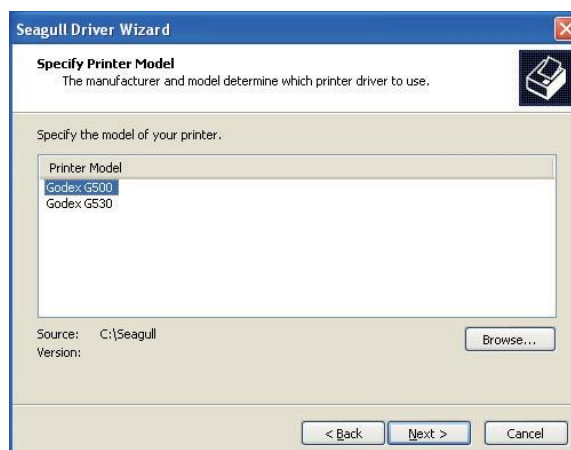 Seagull Driver Wizard
Specify Printer Model
The manufacturer and model determine which printer driver to use.
Specify the model of your printer.
Printer Model
Godex G500
Godex G530
Source: C:\Seagull
Version:
Browse...
< Back Next > Cancel